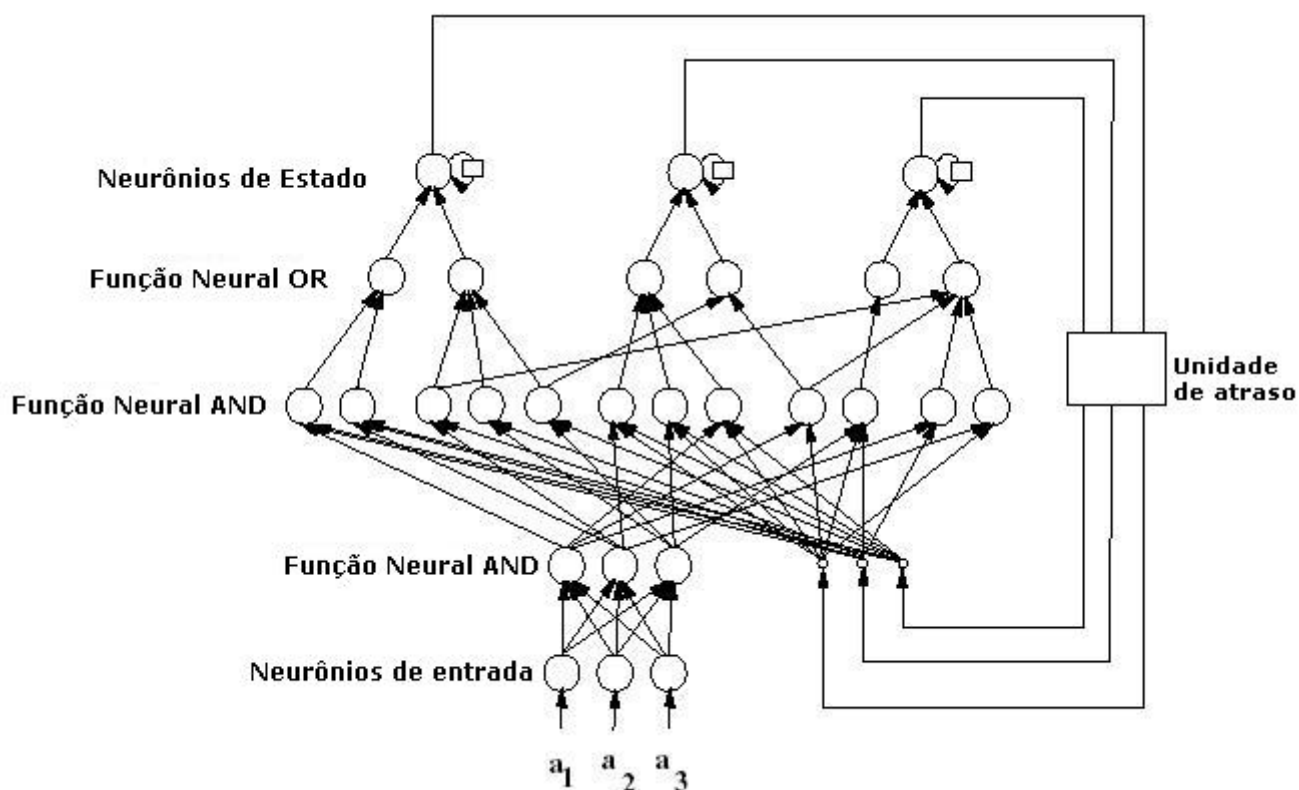 Neurônios de Estado
Função Neural OR
Unidade
de atraso
Função Neural AND
Função Neural AND
Neurônios de entrada
a1 a2 a3